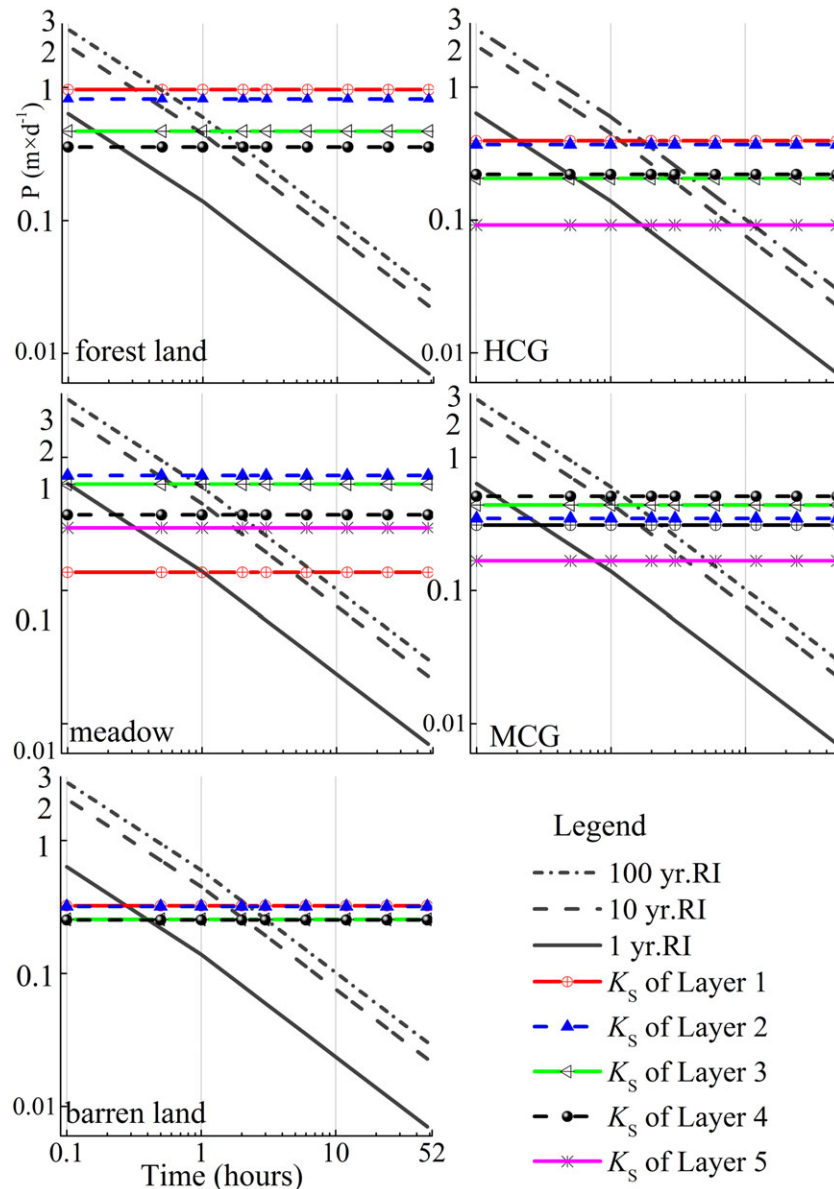 3
2
1
0.1
0.01
P (m×d⁻¹)
forest land
3
2
1
0.1
0.01
HCG
3
2
1
0.1
0.01
meadow
3
2
1
0.1
0.01
MCG
3
2
1
0.1
0.01
barren land
0.1 1 10 52
Time (hours)
Legend
100 yr.RI
10 yr.RI
1 yr.RI
K_S of Layer 1
K_S of Layer 2
K_S of Layer 3
K_S of Layer 4
K_S of Layer 5